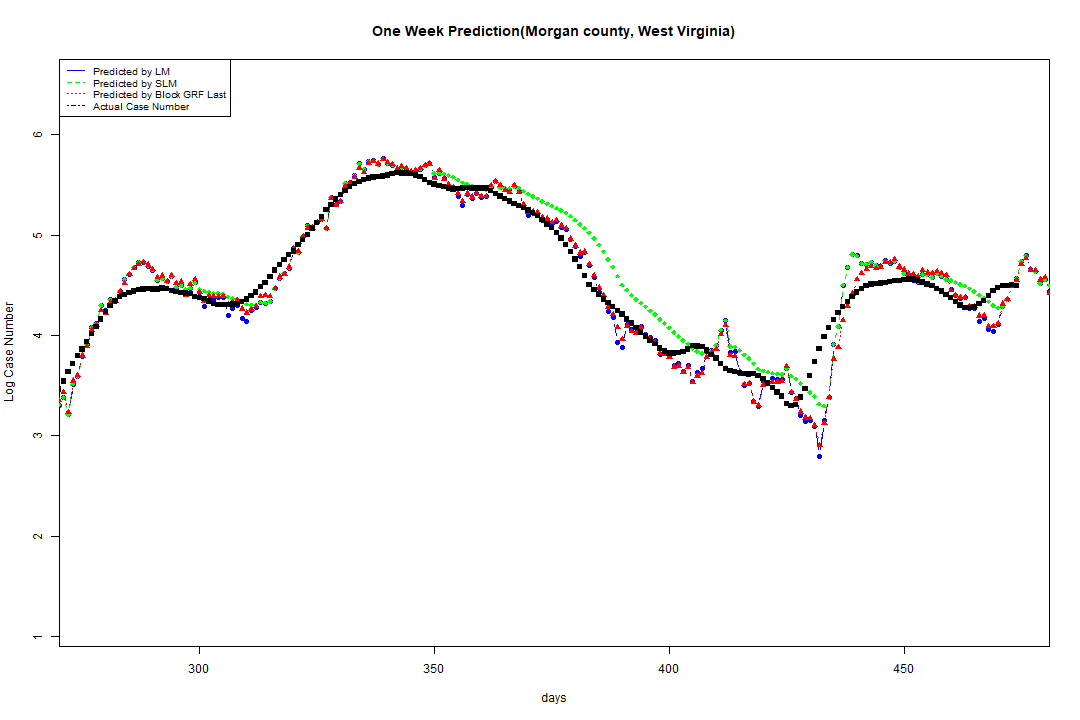 One Week Prediction(Morgan county, West Virginia)
Predicted by LM
Predicted by SLM
Predicted by Block GRF Last
Actual Case Number
6
5
4
3
2
1
Log Case Number
300 350 400 450
days